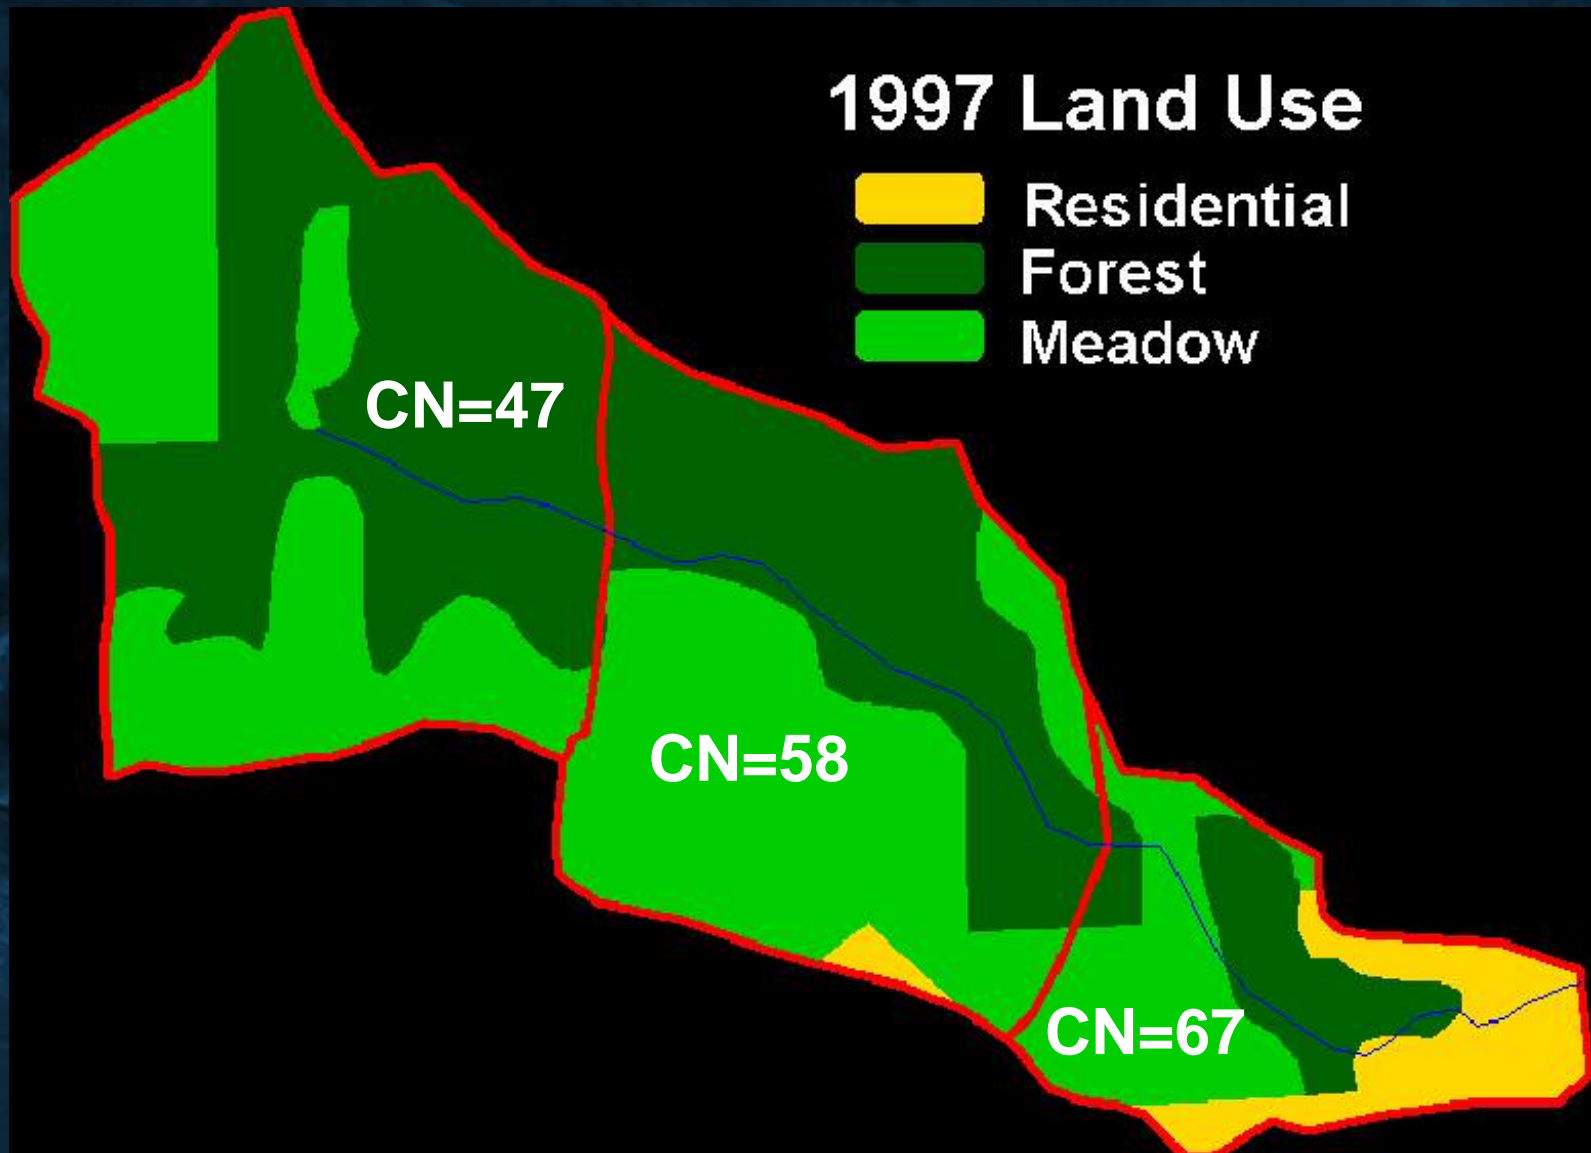 1997 Land Use
Residential
Forest
Meadow
CN=47
CN=58
CN=67